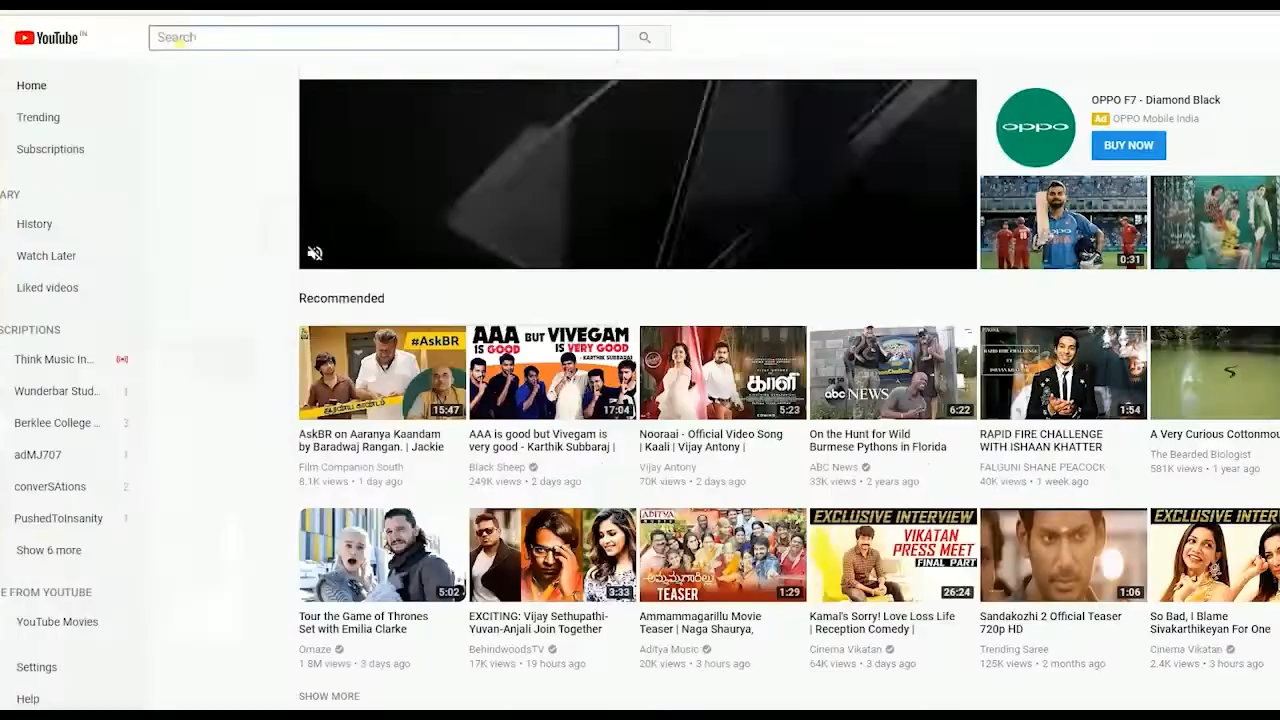 YouTube IN
Search
Home
Trending
Subscriptions
ARY
History
Watch Later
Liked videos
SCRIPTIONS
Think Music In...
Wunderbar Stud..
Berklee College ..
adMJ707
converSAtions
PushedToInsanity
Show 6 more
E FROM YOUTUBE
YouTube Movies
Settings
Help
oppo
OPPO F7 - Diamond Black
Ad OPPO Mobile India
BUY NOW
0:31
Recommended
#AskBR
15:47
AskBR on Aaranya Kaandam
by Baradwaj Rangan. | Jackie
Film Companion South
8.1K views • 1 day ago
AAA BUT VIVEGAM
IS GOOD IS VERY GOOD
- KARTHIK SUBBARAJ
17:04
AAA is good but Vivegam is
very good - Karthik Subbaraj |
Black Sheep
249K views • 2 days ago
காளி
5:23
Nooraai - Official Video Song
| Kaali | Vijay Antony |
Vijay Antony
70K views • 2 days ago
abc NEWS
6:22
On the Hunt for Wild
Burmese Pythons in Florida
ABC News
33K views • 2 years ago
RAPID FIRE CHALLENGE
WITH
ISHAAN KHATTER
1:54
RAPID FIRE CHALLENGE
WITH ISHAAN KHATTER
FALGUNI SHANE PEACOCK
40K views • 1 week ago
A Very Curious Cottonmou
The Bearded Biologist
581K views • 1 year ago
5:02
Tour the Game of Thrones
Set with Emilia Clarke
Omaze
1.8M views • 3 days ago
3:33
EXCITING: Vijay Sethupathi-
Yuvan-Anjali Join Together
BehindwoodsTV
17K views • 19 hours ago
ADITYA
MUSIC
అమ్మమ్మగారిల్లు
TEASER
1:29
Ammammagarillu Movie
Teaser | Naga Shaurya,
Aditya Music
20K views • 3 hours ago
EXCLUSIVE INTERVIEW
VIKATAN
PRESS MEET
FINAL PART
26:24
Kamal's Sorry! Love Loss Life
| Reception Comedy |
Cinema Vikatan
64K views • 3 days ago
1:06
Sandakozhi 2 Official Teaser
720p HD
Trending Saree
125K views • 2 months ago
EXCLUSIVE INTER
So Bad, I Blame
Sivakarthikeyan For One
Cinema Vikatan
2.4K views • 3 hours ago
SHOW MORE